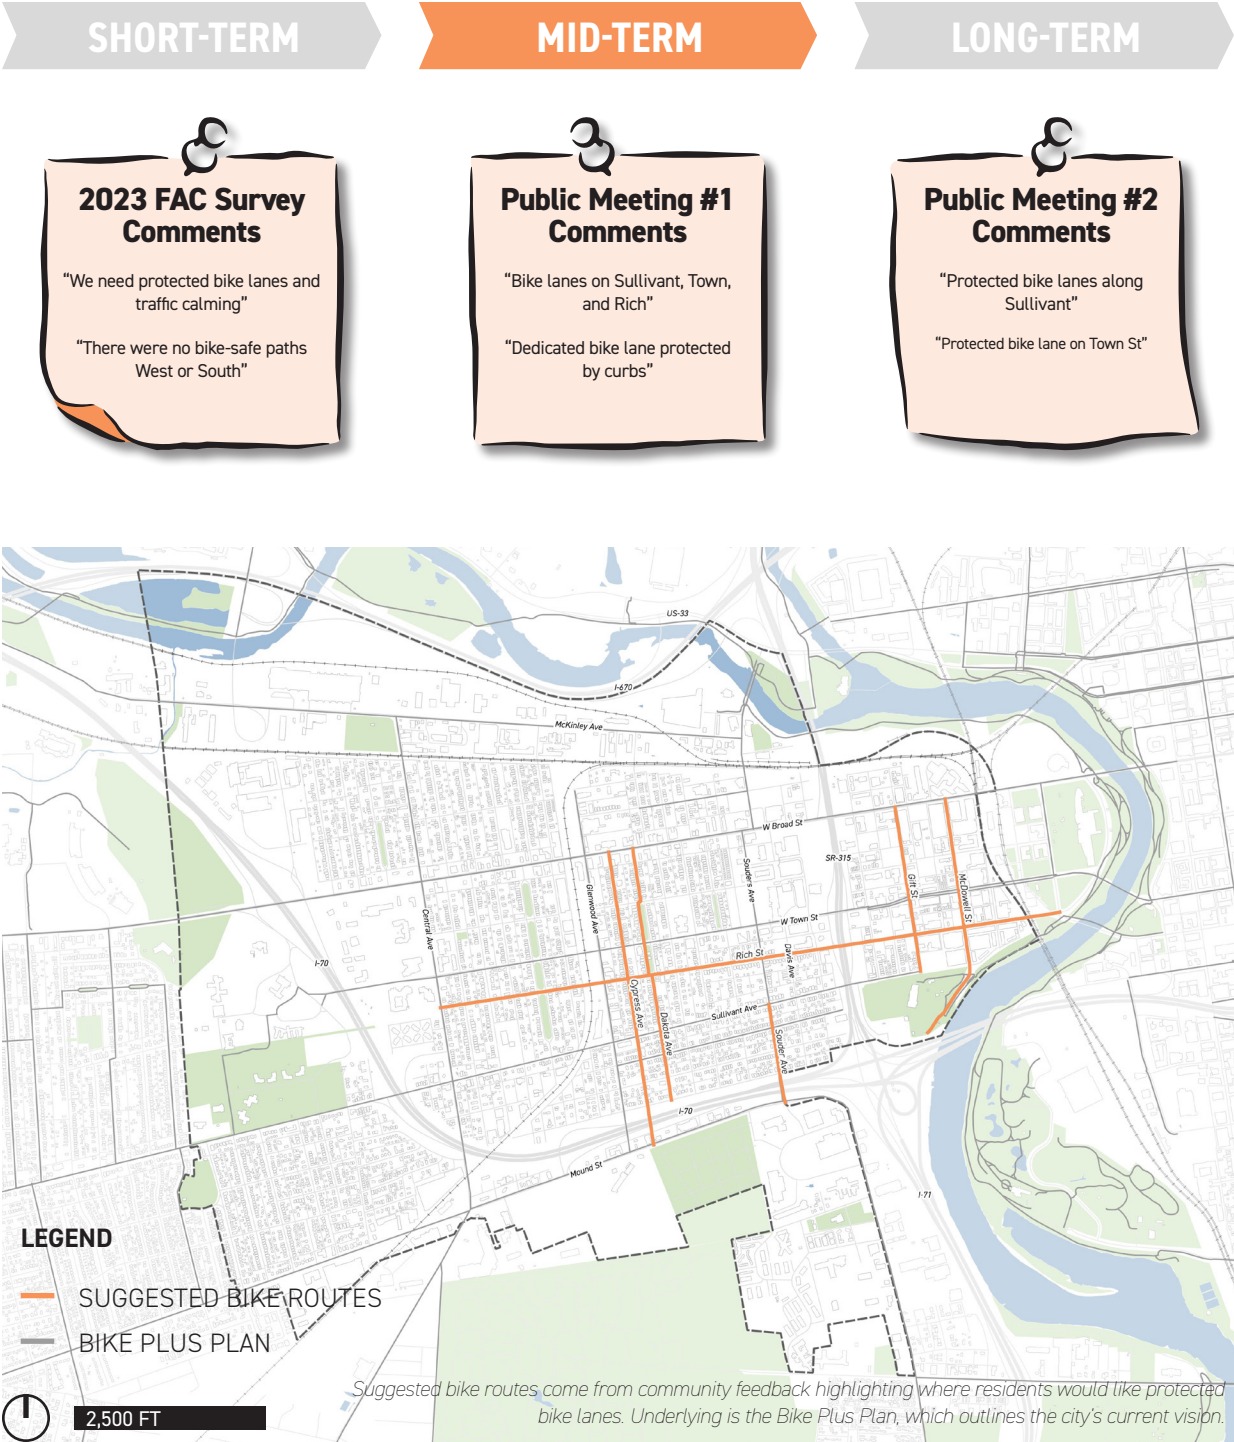 SHORT-TERM
MID-TERM
LONG-TERM
2023 FAC Survey
Comments
“We need protected bike lanes and
traffic calming”
“There were no bike-safe paths
West or South”
Public Meeting #1
Comments
“Bike lanes on Sullivant, Town,
and Rich”
“Dedicated bike lane protected
by curbs”
Public Meeting #2
Comments
“Protected bike lanes along
Sullivant”
“Protected bike lane on Town St”
US-33
I-670
McKinley Ave
W Broad St
SR-315
Souders Ave
Gift St
McDowell St
Glenwood Ave
Central Ave
W Town St
Rich St
Davis Ave
I-70
Cypress Ave
Dakota Ave
Sullivant Ave
Souder Ave
I-70
Mound St
I-71
LEGEND
SUGGESTED BIKE ROUTES
BIKE PLUS PLAN
2,500 FT
Suggested bike routes come from community feedback highlighting where residents would like protected
bike lanes. Underlying is the Bike Plus Plan, which outlines the city’s current vision.